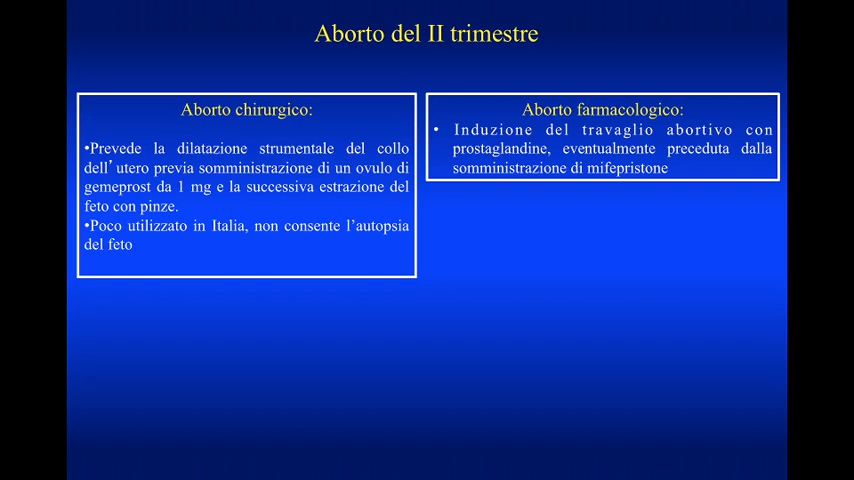 Aborto del II trimestre
Aborto chirurgico:
•Prevede la dilatazione strumentale del collo
dell’utero previa somministrazione di un ovulo di
gemeprost da 1 mg e la successiva estrazione del
feto con pinze.
•Poco utilizzato in Italia, non consente l’autopsia
del feto
Aborto farmacologico:
• Induzione del travaglio abortivo con
prostaglandine, eventualmente preceduta dalla
somministrazione di mifepristone